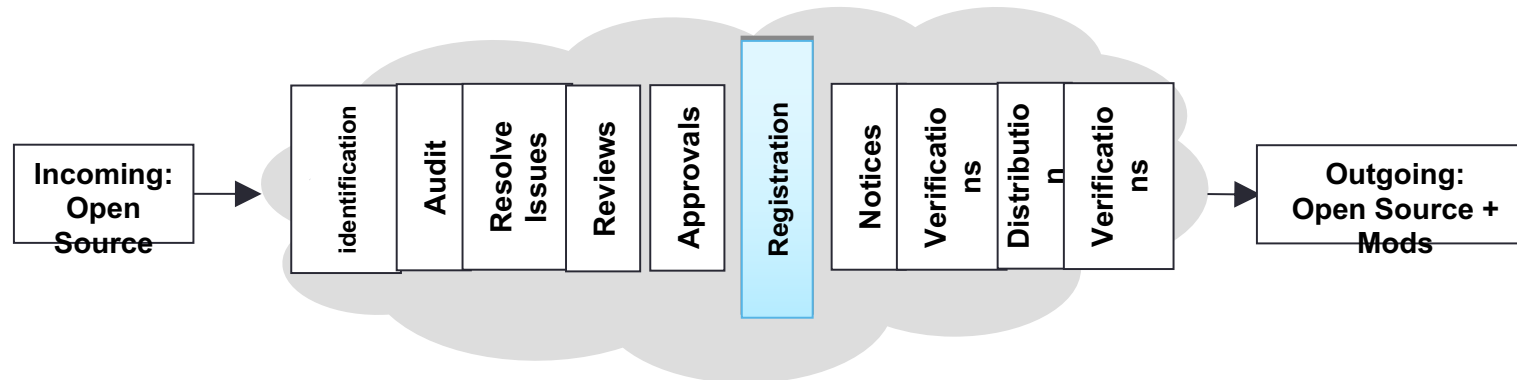 Incoming:
Open
Source
identification
Audit
Resolve
Issues
Reviews
Approvals
Registration
Notices
Verificatio
ns
Distributio
n
Verificatio
ns
Outgoing:
Open Source +
Mods